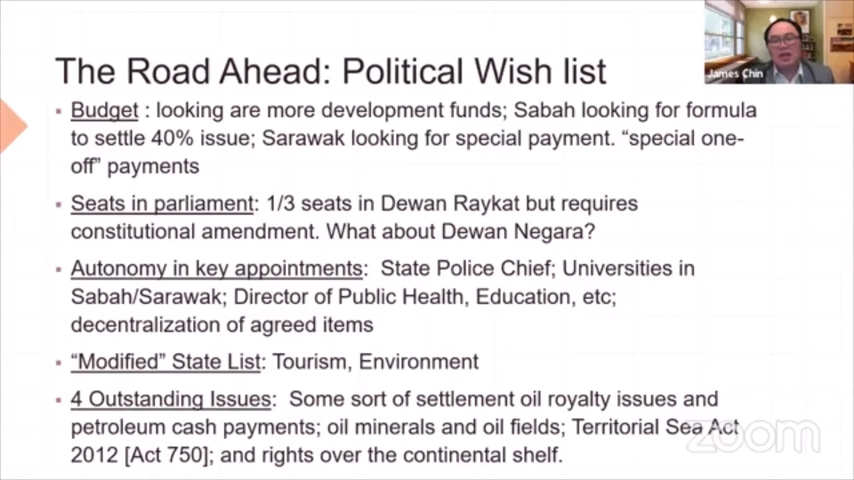 James Chin
The Road Ahead: Political Wish list
Budget : looking are more development funds; Sabah looking for formula
to settle 40% issue; Sarawak looking for special payment. “special one-
off” payments
Seats in parliament: 1/3 seats in Dewan Raykat but requires
constitutional amendment. What about Dewan Negara?
Autonomy in key appointments: State Police Chief; Universities in
Sabah/Sarawak; Director of Public Health, Education, etc;
decentralization of agreed items
“Modified” State List: Tourism, Environment
4 Outstanding Issues: Some sort of settlement oil royalty issues and
petroleum cash payments; oil minerals and oil fields; Territorial Sea Act
2012 [Act 750]; and rights over the continental shelf.
zoom